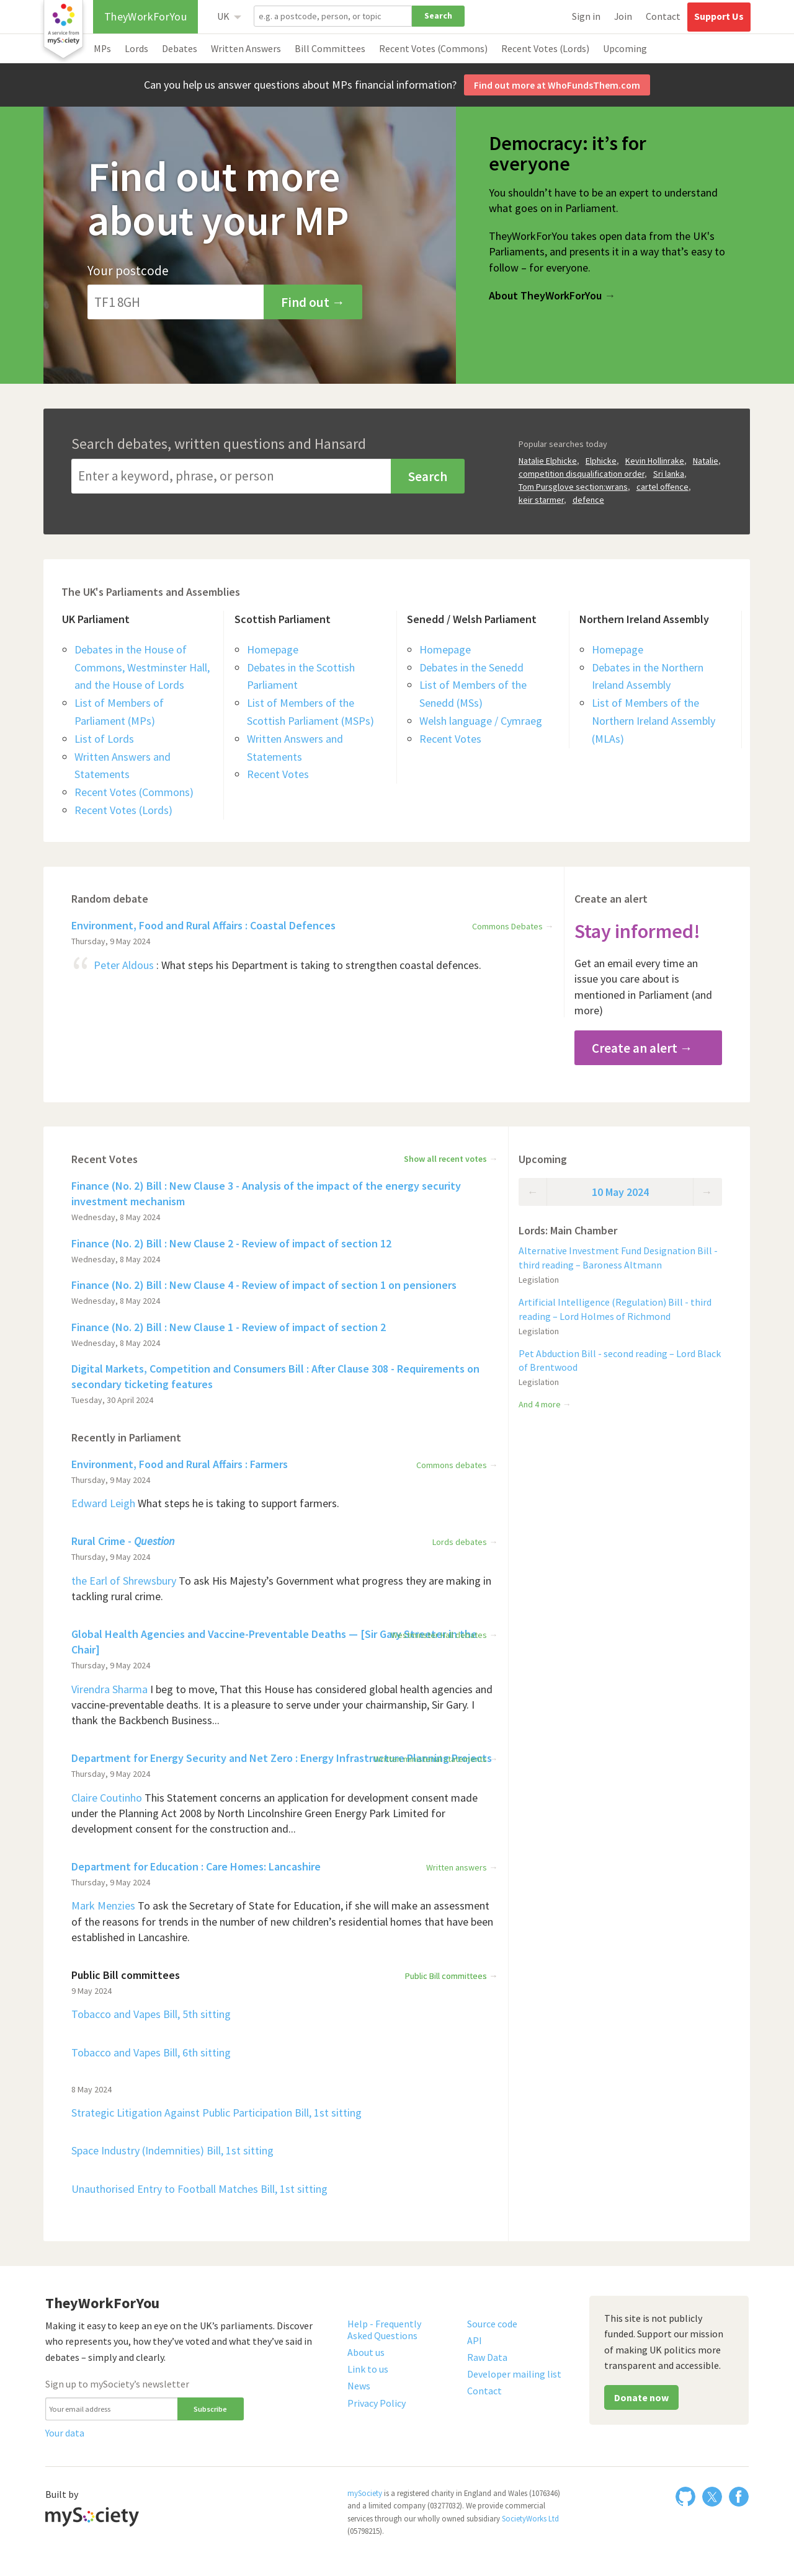 A service from
mySociety
TheyWorkForYou
UK
e.g. a postcode, person, or topic
Search
Sign in
Join
Contact
Support Us
MPs
Lords
Debates
Written Answers
Bill Committees
Recent Votes (Commons)
Recent Votes (Lords)
Upcoming
Can you help us answer questions about MPs financial information?
Find out more at WhoFundsThem.com
Find out more
about your MP
Your postcode
TF1 8GH
Find out →
Democracy: it’s for
everyone
You shouldn’t have to be an expert to understand
what goes on in Parliament.
TheyWorkForYou takes open data from the UK’s
Parliaments, and presents it in a way that’s easy to
follow – for everyone.
About TheyWorkForYou →
Search debates, written questions and Hansard
Enter a keyword, phrase, or person
Search
Popular searches today
Natalie Elphicke, Elphicke, Kevin Hollinrake, Natalie,
competition disqualification order, Sri lanka,
Tom Pursglove section:wrans, cartel offence,
keir starmer, defence
The UK's Parliaments and Assemblies
UK Parliament
Debates in the House of
Commons, Westminster Hall,
and the House of Lords
List of Members of
Parliament (MPs)
List of Lords
Written Answers and
Statements
Recent Votes (Commons)
Recent Votes (Lords)
Scottish Parliament
Homepage
Debates in the Scottish
Parliament
List of Members of the
Scottish Parliament (MSPs)
Written Answers and
Statements
Recent Votes
Senedd / Welsh Parliament
Homepage
Debates in the Senedd
List of Members of the
Senedd (MSs)
Welsh language / Cymraeg
Recent Votes
Northern Ireland Assembly
Homepage
Debates in the Northern
Ireland Assembly
List of Members of the
Northern Ireland Assembly
(MLAs)
Random debate
Environment, Food and Rural Affairs : Coastal Defences
Commons Debates →
Thursday, 9 May 2024
“ Peter Aldous : What steps his Department is taking to strengthen coastal defences.
Create an alert
Stay informed!
Get an email every time an
issue you care about is
mentioned in Parliament (and
more)
Create an alert →
Recent Votes
Show all recent votes →
Finance (No. 2) Bill : New Clause 3 - Analysis of the impact of the energy security
investment mechanism
Wednesday, 8 May 2024
Finance (No. 2) Bill : New Clause 2 - Review of impact of section 12
Wednesday, 8 May 2024
Finance (No. 2) Bill : New Clause 4 - Review of impact of section 1 on pensioners
Wednesday, 8 May 2024
Finance (No. 2) Bill : New Clause 1 - Review of impact of section 2
Wednesday, 8 May 2024
Digital Markets, Competition and Consumers Bill : After Clause 308 - Requirements on
secondary ticketing features
Tuesday, 30 April 2024
Recently in Parliament
Environment, Food and Rural Affairs : Farmers
Commons debates →
Thursday, 9 May 2024
Edward Leigh What steps he is taking to support farmers.
Rural Crime - Question
Lords debates →
Thursday, 9 May 2024
the Earl of Shrewsbury To ask His Majesty’s Government what progress they are making in
tackling rural crime.
Global Health Agencies and Vaccine-Preventable Deaths — [Sir Gary Streeter in the
Chair]
Thursday, 9 May 2024
Virendra Sharma I beg to move, That this House has considered global health agencies and
vaccine-preventable deaths. It is a pleasure to serve under your chairmanship, Sir Gary. I
thank the Backbench Business...
Department for Energy Security and Net Zero : Energy Infrastructure Planning Projects
Thursday, 9 May 2024
Claire Coutinho This Statement concerns an application for development consent made
under the Planning Act 2008 by North Lincolnshire Green Energy Park Limited for
development consent for the construction and...
Department for Education : Care Homes: Lancashire
Written answers →
Thursday, 9 May 2024
Mark Menzies To ask the Secretary of State for Education, if she will make an assessment
of the reasons for trends in the number of new children’s residential homes that have been
established in Lancashire.
Public Bill committees
Public Bill committees →
9 May 2024
Tobacco and Vapes Bill, 5th sitting
Tobacco and Vapes Bill, 6th sitting
8 May 2024
Strategic Litigation Against Public Participation Bill, 1st sitting
Space Industry (Indemnities) Bill, 1st sitting
Unauthorised Entry to Football Matches Bill, 1st sitting
Upcoming
← 10 May 2024 →
Lords: Main Chamber
Alternative Investment Fund Designation Bill -
third reading – Baroness Altmann
Legislation
Artificial Intelligence (Regulation) Bill - third
reading – Lord Holmes of Richmond
Legislation
Pet Abduction Bill - second reading – Lord Black
of Brentwood
Legislation
And 4 more →
TheyWorkForYou
Making it easy to keep an eye on the UK’s parliaments. Discover
who represents you, how they’ve voted and what they’ve said in
debates – simply and clearly.
Sign up to mySociety’s newsletter
Your email address
Subscribe
Your data
Help - Frequently
Asked Questions
About us
Link to us
News
Privacy Policy
Source code
API
Raw Data
Developer mailing list
Contact
This site is not publicly
funded. Support our mission
of making UK politics more
transparent and accessible.
Donate now
Built by
mySociety
mySociety is a registered charity in England and Wales (1076346)
and a limited company (03277032). We provide commercial
services through our wholly owned subsidiary SocietyWorks Ltd
(05798215).